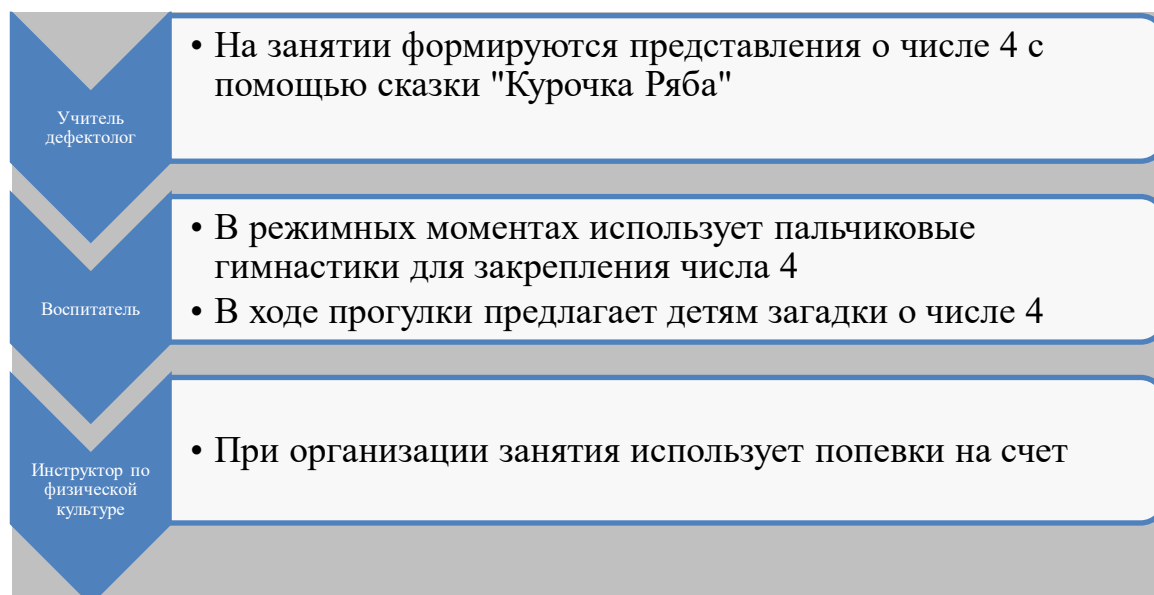 Учитель
дефектолог
• На занятии формируются представления о числе 4 с
помощью сказки "Курочка Ряба"
Воспитатель
• В режимных моментах использует пальчиковые
гимнастики для закрепления числа 4
• В ходе прогулки предлагает детям загадки о числе 4
Инструктор по
физической
культуре
• При организации занятия использует попевки на счет